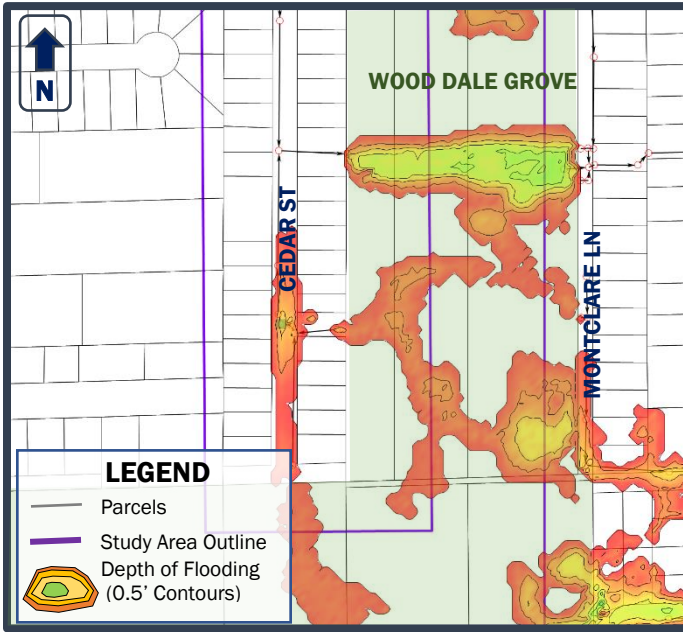 N
WOOD DALE GROVE
CEDAR ST
MONTCLARE LN
LEGEND
Parcels
Study Area Outline
Depth of Flooding
(0.5' Contours)